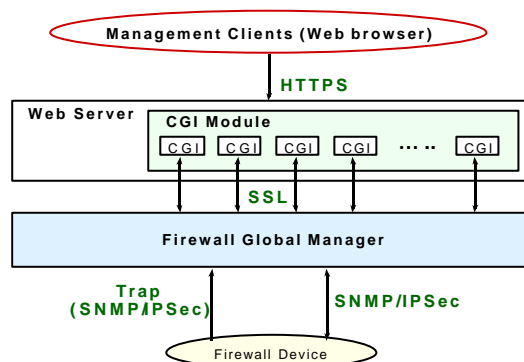 Management Clients (Web browser)
HTTPS
Web Server
CGI Module
CGI CGI CGI CGI ... .. CGI
SSL
Firewall Global Manager
Trap
(SNMP/IPSec)
SNMP/IPSec
Firewall Device